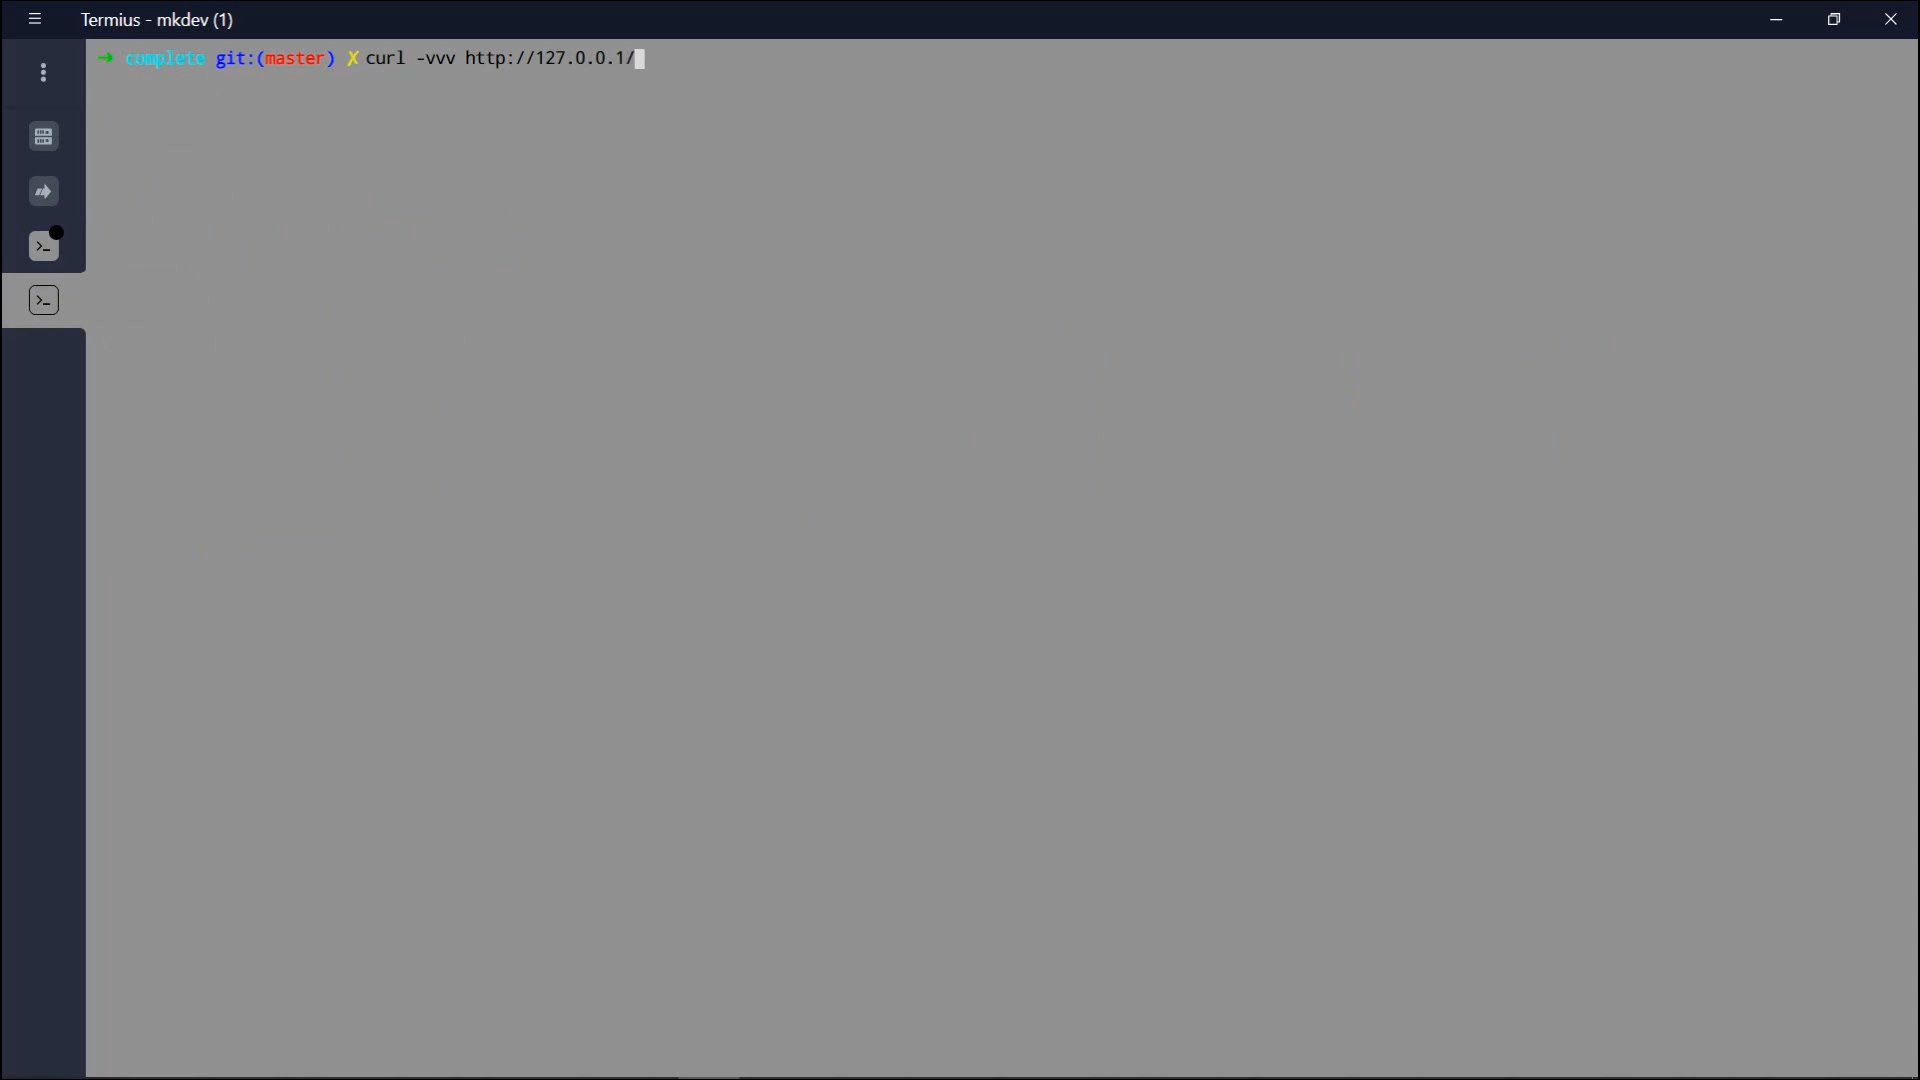 Termius - mkdev (1)
➜ complete git:(master) ✗ curl -vvv http://127.0.0.1/